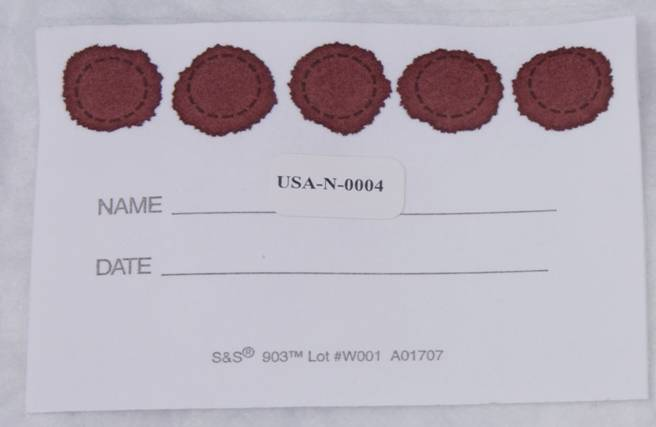 USA-N-0004
NAME
DATE
S&S® 903™ Lot #W001 A01707